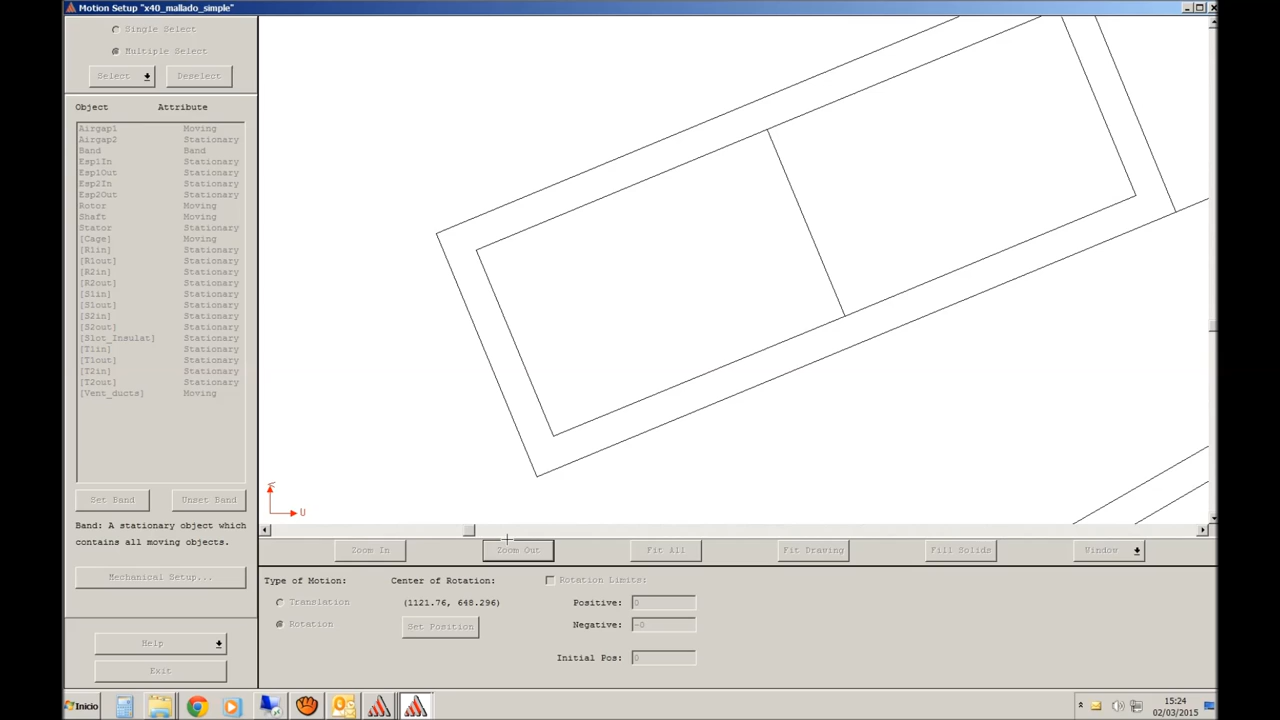 Motion Setup "x40_mallado_simple"
Single Select
Multiple Select
Select Deselect
Object Attribute
Airgap1 Moving
Airgap2 Stationary
Band Band
Esp1In Stationary
Esp1Out Stationary
Esp2In Stationary
Esp2Out Stationary
Rotor Moving
Shaft Moving
Stator Stationary
[Cage] Moving
[R1in] Stationary
[R1out] Stationary
[R2in] Stationary
[R2out] Stationary
[S1in] Stationary
[S1out] Stationary
[S2in] Stationary
[S2out] Stationary
[Slot_Insulat] Stationary
[T1in] Stationary
[T1out] Stationary
[T2in] Stationary
[T2out] Stationary
[Vent_ducts] Moving
Set Band Unset Band
Band: A stationary object which
contains all moving objects.
Mechanical Setup...
Help
Exit
U
Zoom In Zoom Out Fit All Fit Drawing Fill Solids Window
Type of Motion: Center of Rotation: Rotation Limits:
Translation (1121.76, 648.296) Positive: 0
Rotation Set Position Negative: -0
Initial Pos: 0
Inicio
15:24
02/03/2015